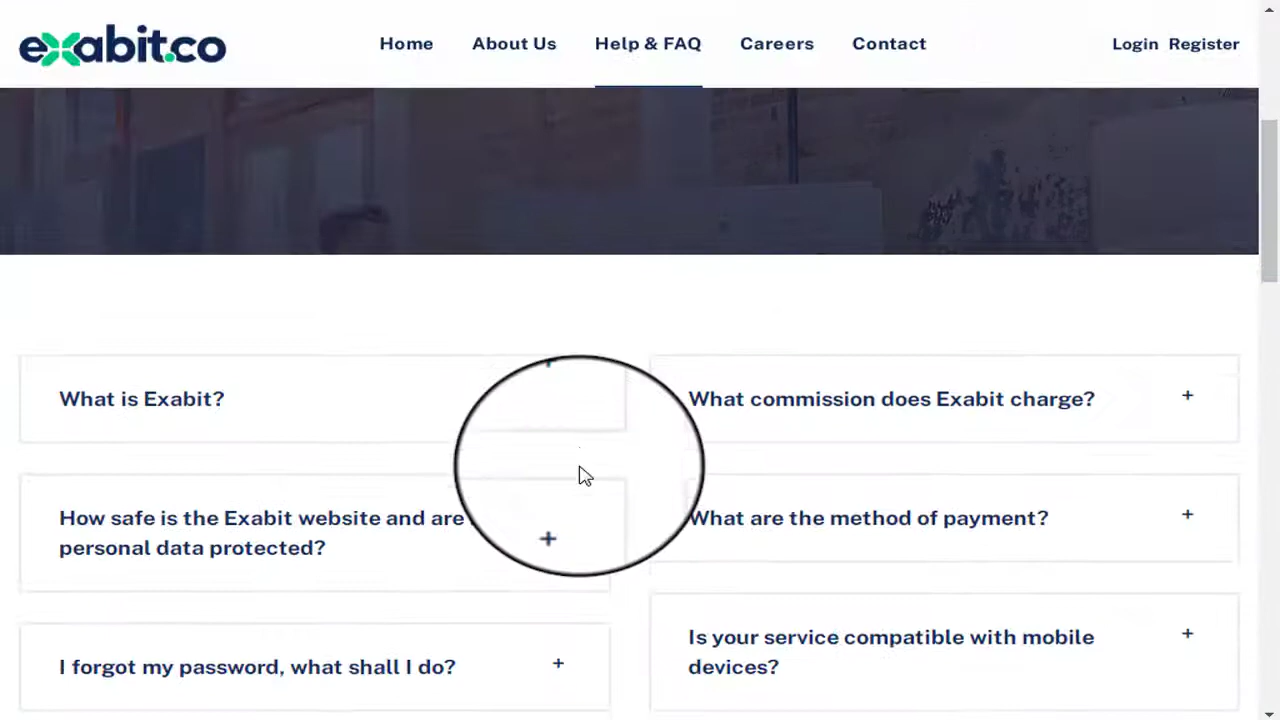 exabit.co
Home About Us Help & FAQ Careers Contact Login Register
What is Exabit? +
What commission does Exabit charge? +
How safe is the Exabit website and are
personal data protected? +
What are the method of payment? +
I forgot my password, what shall I do? +
Is your service compatible with mobile
devices? +